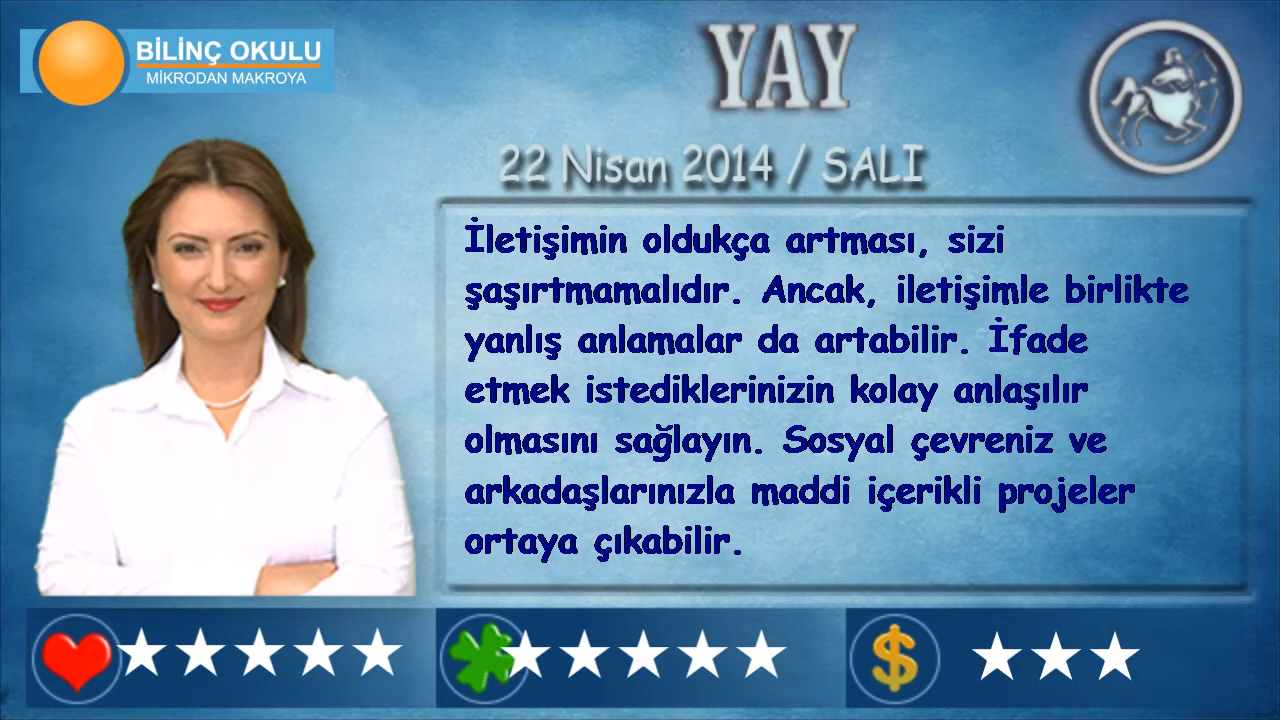 BİLİNÇ OKULU
MİKRODAN MAKROYA
YAY
22 Nisan 2014 / SALI
İletişimin oldukça artması, sizi
şaşırtmamalıdır. Ancak, iletişimle birlikte
yanlış anlamalar da artabilir. İfade
etmek istediklerinizin kolay anlaşılır
olmasını sağlayın. Sosyal çevreniz ve
arkadaşlarınızla maddi içerikli projeler
ortaya çıkabilir.